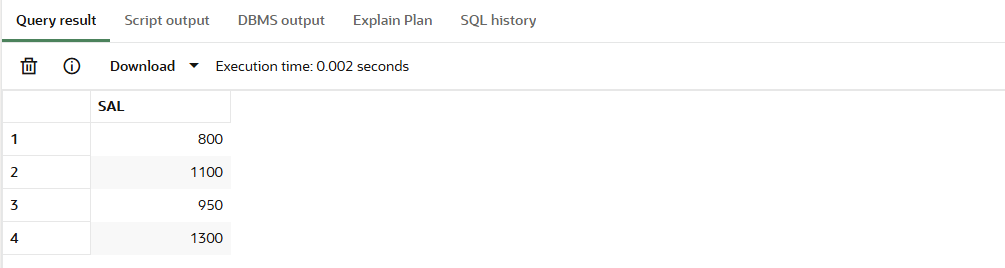 Query result Script output DBMS output Explain Plan SQL history
Download Execution time: 0.002 seconds
SAL
1 800
2 1100
3 950
4 1300